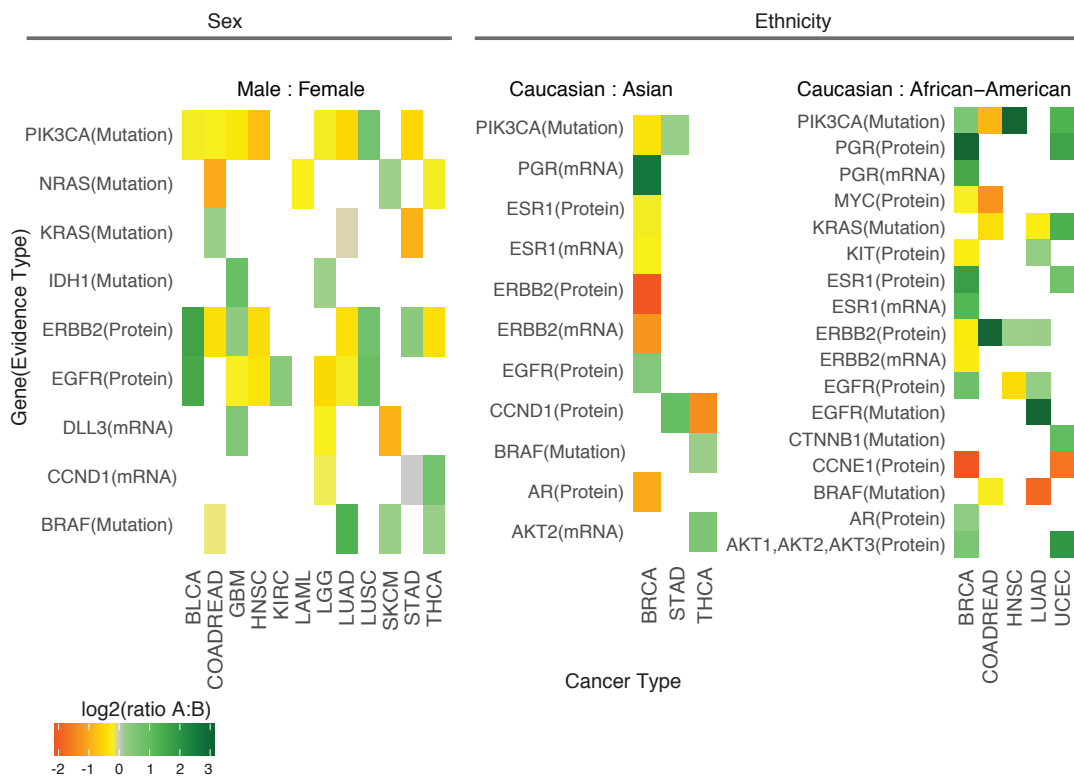 Sex
Ethnicity
Male : Female
Caucasian : Asian
Caucasian : African−American
Gene(Evidence Type)
PIK3CA(Mutation)
NRAS(Mutation)
KRAS(Mutation)
IDH1(Mutation)
ERBB2(Protein)
EGFR(Protein)
DLL3(mRNA)
CCND1(mRNA)
BRAF(Mutation)
BLCA
COADREAD
GBM
HNSC
KIRC
LAML
LGG
LUAD
LUSC
SKCM
STAD
THCA
PIK3CA(Mutation)
PGR(mRNA)
ESR1(Protein)
ESR1(mRNA)
ERBB2(Protein)
ERBB2(mRNA)
EGFR(Protein)
CCND1(Protein)
BRAF(Mutation)
AR(Protein)
AKT2(mRNA)
BRCA
STAD
THCA
PIK3CA(Mutation)
PGR(Protein)
PGR(mRNA)
MYC(Protein)
KRAS(Mutation)
KIT(Protein)
ESR1(Protein)
ESR1(mRNA)
ERBB2(Protein)
ERBB2(mRNA)
EGFR(Protein)
EGFR(Mutation)
CTNNB1(Mutation)
CCNE1(Protein)
BRAF(Mutation)
AR(Protein)
AKT1,AKT2,AKT3(Protein)
BRCA
COADREAD
HNSC
LUAD
UCEC
Cancer Type
log2(ratio A:B)
-2 -1 0 1 2 3